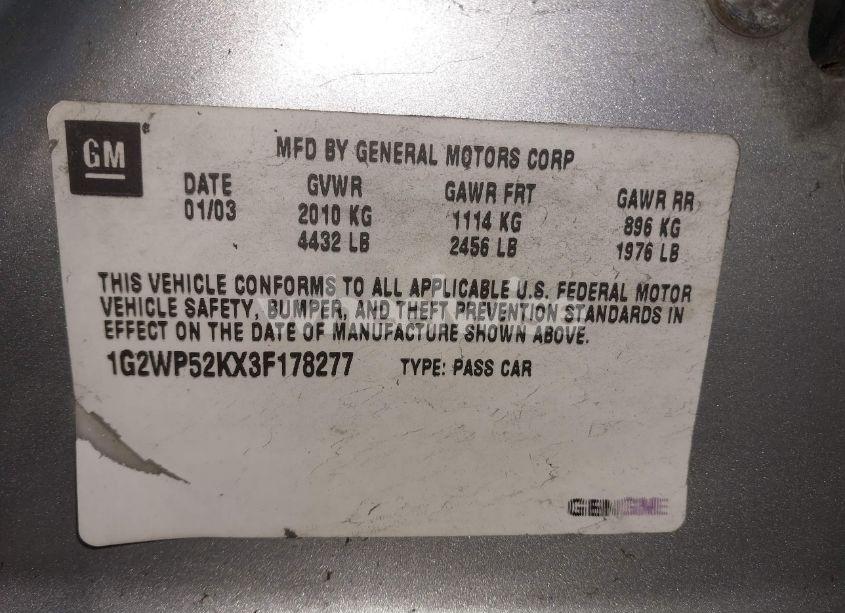 GM
MFD BY GENERAL MOTORS CORP
DATE GVWR GAWR FRT GAWR RR
01/03 2010 KG 1114 KG 896 KG
4432 LB 2456 LB 1976 LB
THIS VEHICLE CONFORMS TO ALL APPLICABLE U.S. FEDERAL MOTOR
VEHICLE SAFETY, BUMPER, AND THEFT PREVENTION STANDARDS IN
EFFECT ON THE DATE OF MANUFACTURE SHOWN ABOVE.
1G2WP52KX3F178277 TYPE: PASS CAR